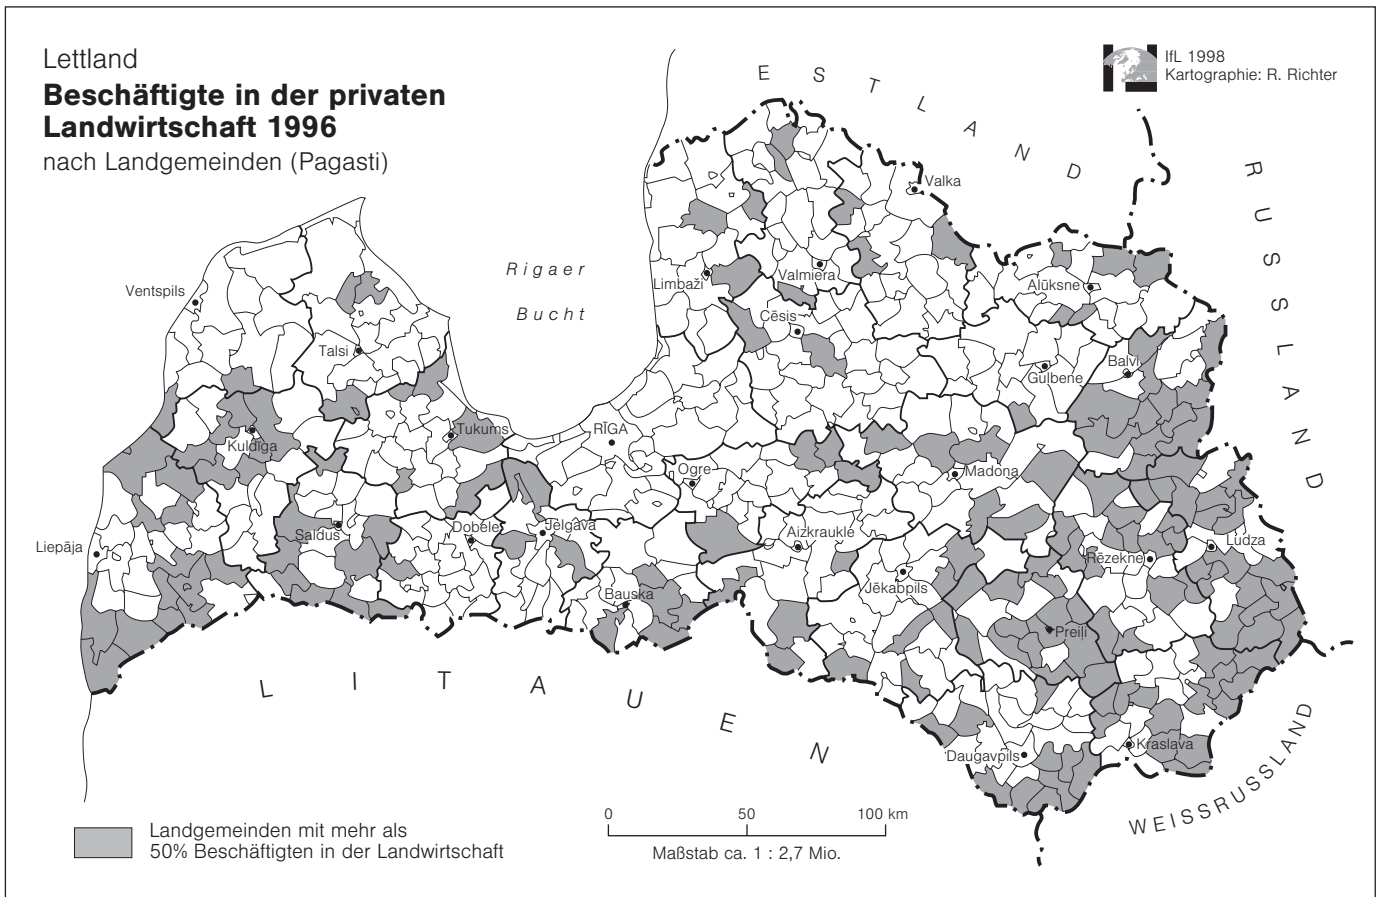 Lettland
Beschäftigte in der privaten
Landwirtschaft 1996
nach Landgemeinden (Pagasti)
IfL 1998
Kartographie: R. Richter
ESTLAND
RUSSLAND
Valka
Rigaer
Bucht
Ventspils
Limbaži
Valmiera
Alūksne
Cēsis
Talsi
Gulbene
Balvi
Kuldīga
Tukums
RĪGA
Ogre
Madona
Saldus
Dobele
Jelgava
Aizkraukle
Ludza
Liepāja
Rēzekne
Jēkabpils
Bauska
Preiļi
LITAUEN
Daugavpils
Kraslava
WEISSRUSSLAND
0 50 100 km
Maßstab ca. 1 : 2,7 Mio.
Landgemeinden mit mehr als
50% Beschäftigten in der Landwirtschaft